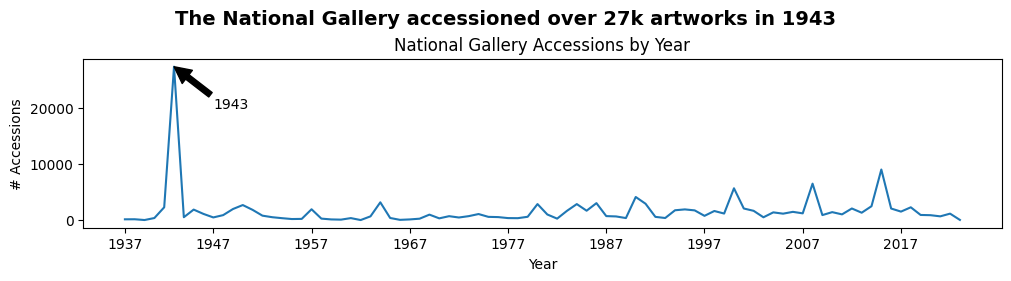 The National Gallery accessioned over 27k artworks in 1943
National Gallery Accessions by Year
# Accessions
20000
10000
0
1943
1937 1947 1957 1967 1977 1987 1997 2007 2017
Year